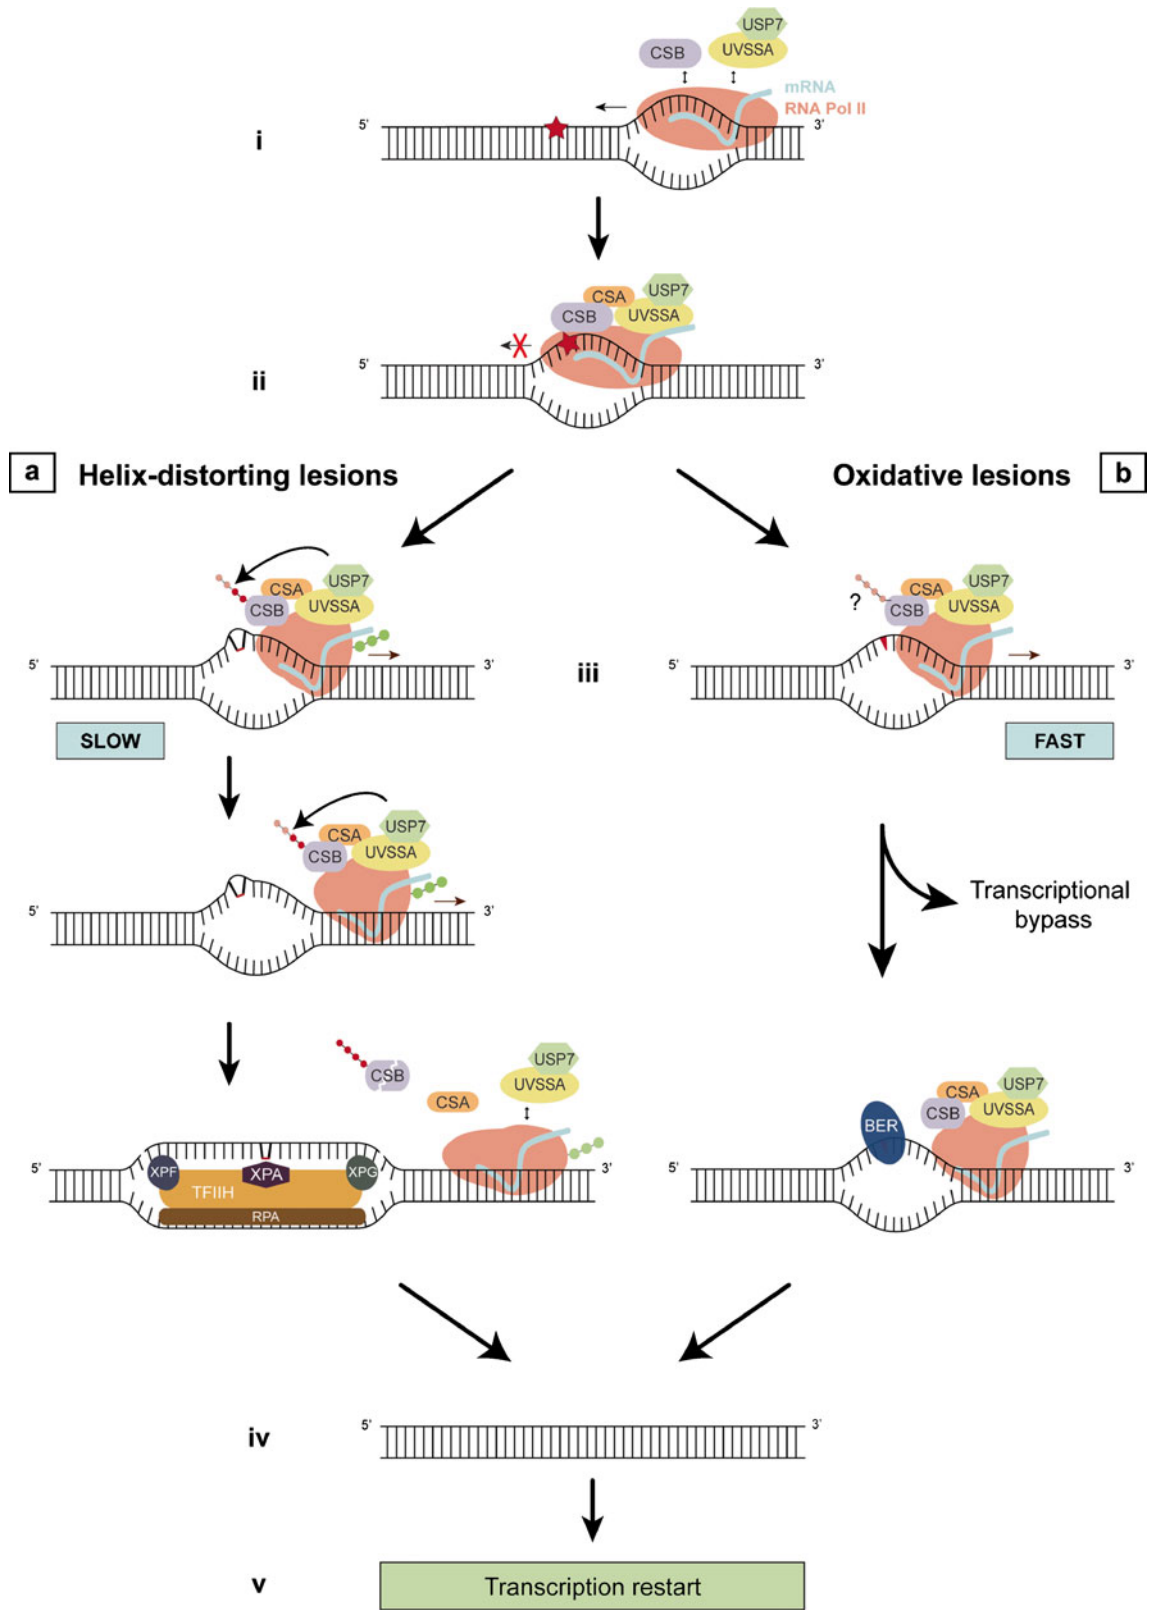 USP7
CSB
UVSSA
mRNA
RNA Pol II
5'
3'
i
CSA
USP7
CSB
UVSSA
5'
3'
ii
a
Helix-distorting lesions
Oxidative lesions
b
CSA
USP7
CSB
UVSSA
5'
3'
SLOW
iii
?
CSA
USP7
CSB
UVSSA
5'
3'
FAST
CSA
USP7
CSB
UVSSA
5'
3'
Transcriptional
bypass
CSB
USP7
UVSSA
CSA
5'
3'
XPF
XPA
XPG
TFIIH
RPA
BER
CSA
USP7
CSB
UVSSA
5'
3'
iv
5'
3'
v
Transcription restart